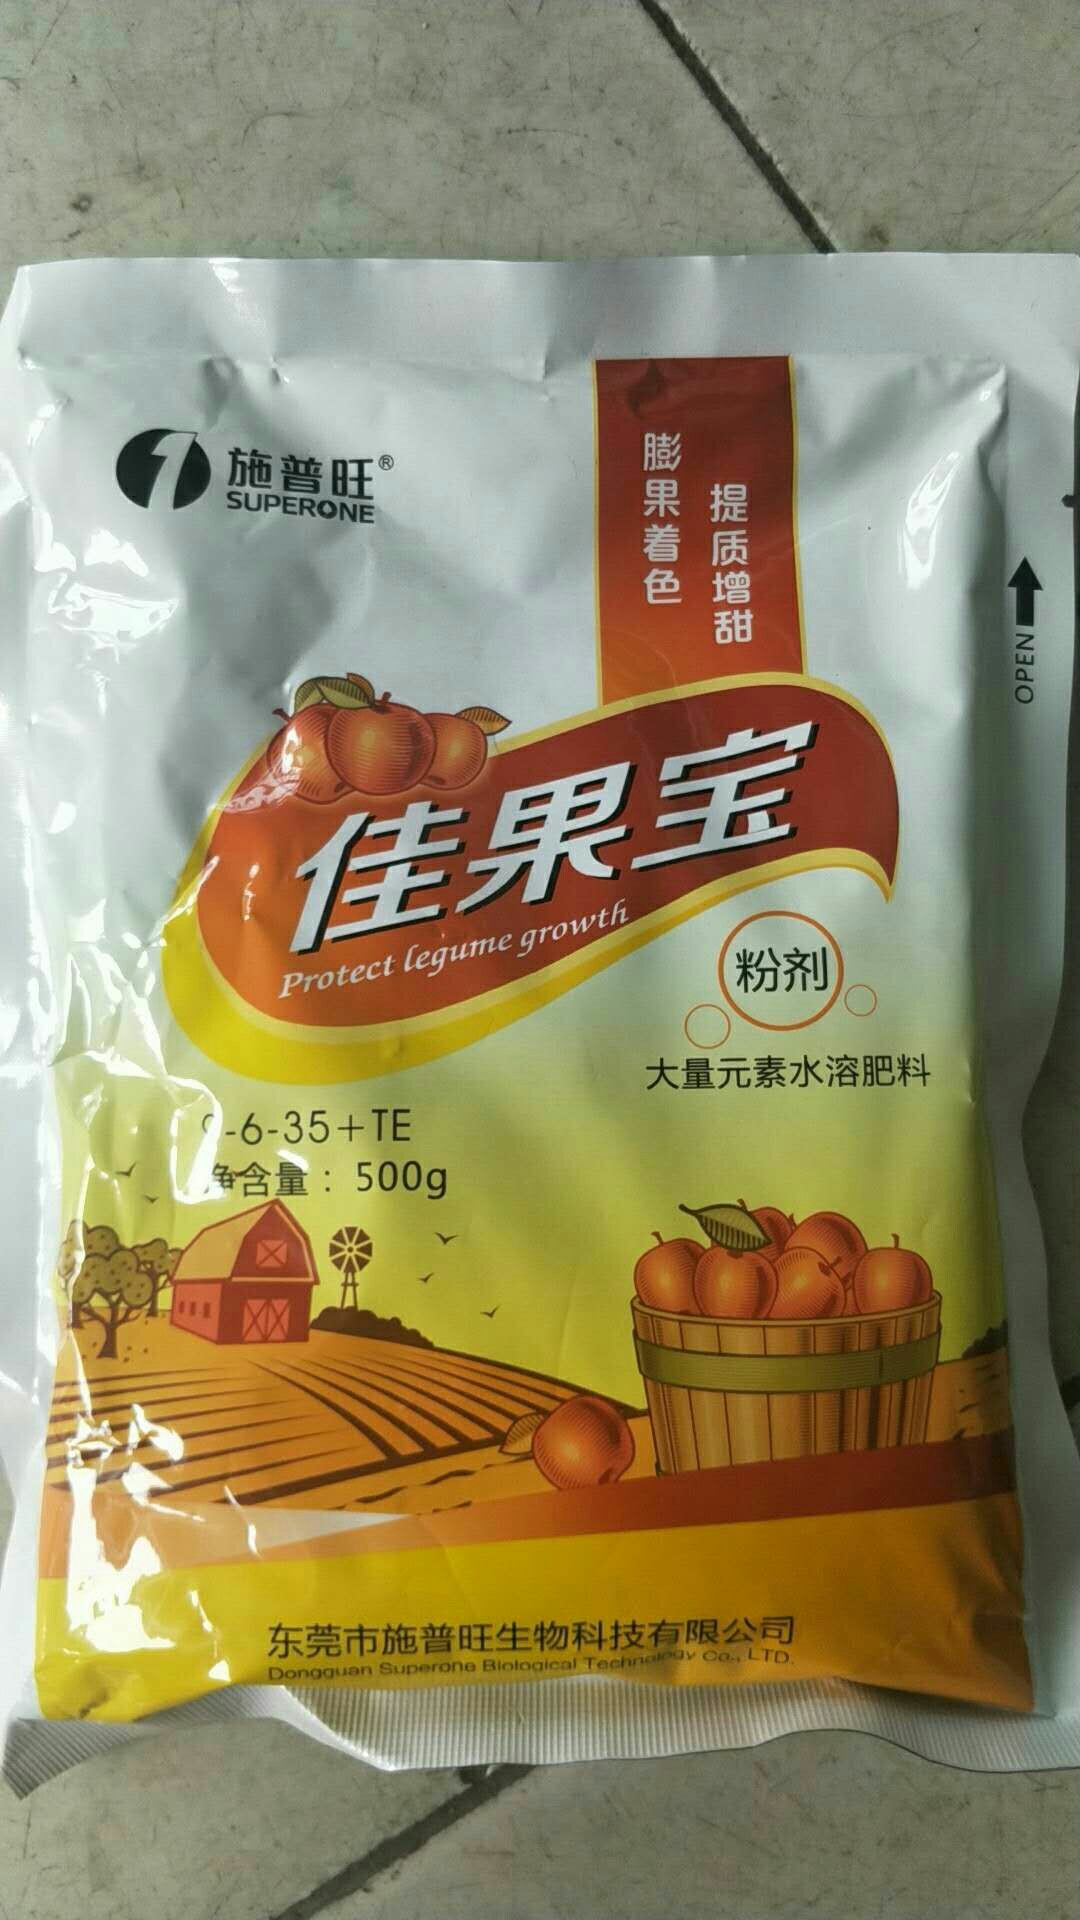 施普旺®
SUPERONE
膨果着色
提质增甜
OPEN
佳果宝
Protect legume growth
粉剂
大量元素水溶肥料
-6-35+TE
净含量：500g
东莞市施普旺生物科技有限公司
Dongguan Superone Biological Technology Co., LTD.